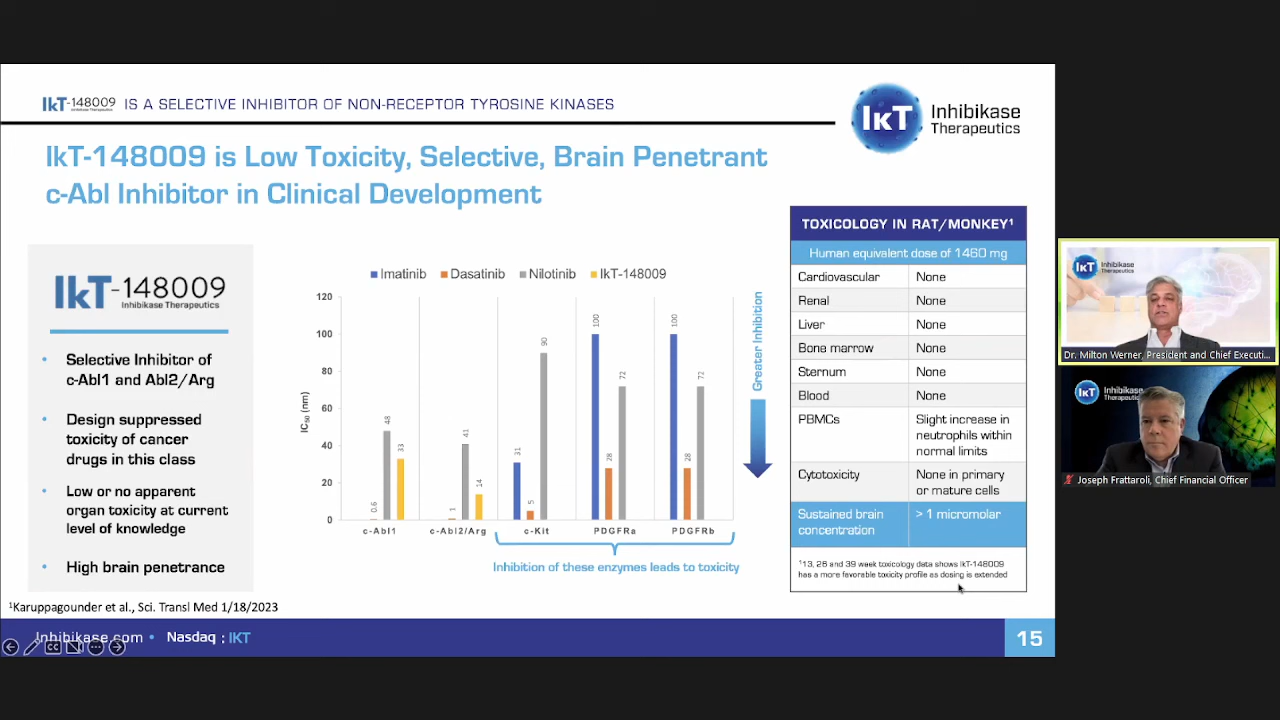 IkT-148009 IS A SELECTIVE INHIBITOR OF NON-RECEPTOR TYROSINE KINASES
IkT
Inhibikase
Therapeutics
IkT-148009 is Low Toxicity, Selective, Brain Penetrant
c-Abl Inhibitor in Clinical Development
IkT-148009
Inhibikase Therapeutics
• Selective Inhibitor of
c-Abl1 and Abl2/Arg
• Design suppressed
toxicity of cancer
drugs in this class
• Low or no apparent
organ toxicity at current
level of knowledge
• High brain penetrance
Imatinib Dasatinib Nilotinib IkT-148009
IC50 (nm)
120
100
80
60
40
20
0
0.6 48 33
1 41 14
31 5 90
100 28 72
100 28 72
c-Abl1 c-Abl2/Arg c-Kit PDGFRa PDGFRb
Inhibition of these enzymes leads to toxicity
Greater Inhibition
TOXICOLOGY IN RAT/MONKEY¹
Human equivalent dose of 1460 mg
Cardiovascular None
Renal None
Liver None
Bone marrow None
Sternum None
Blood None
PBMCs Slight increase in
neutrophils within
normal limits
Cytotoxicity None in primary
or mature cells
Sustained brain > 1 micromolar
concentration
¹13, 26 and 39 week toxicology data shows IkT-148009
has a more favorable toxicity profile as dosing is extended
¹Karuppagounder et al., Sci. Transl Med 1/18/2023
Inhibikase.com • Nasdaq : IKT
15
IkT Inhibikase
Therapeutics
Dr. Milton Werner, President and Chief Executi...
IkT Inhibikase
Joseph Frattaroli, Chief Financial Officer